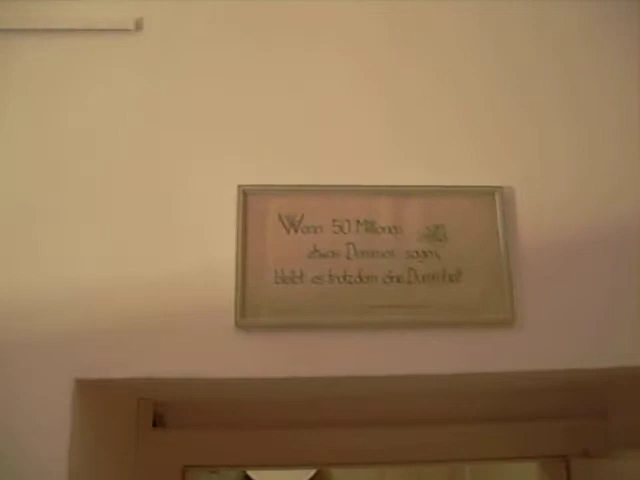 Wenn 50 Millionen
etwas Dummes sagen,
bleibt es trotzdem eine Dummheit